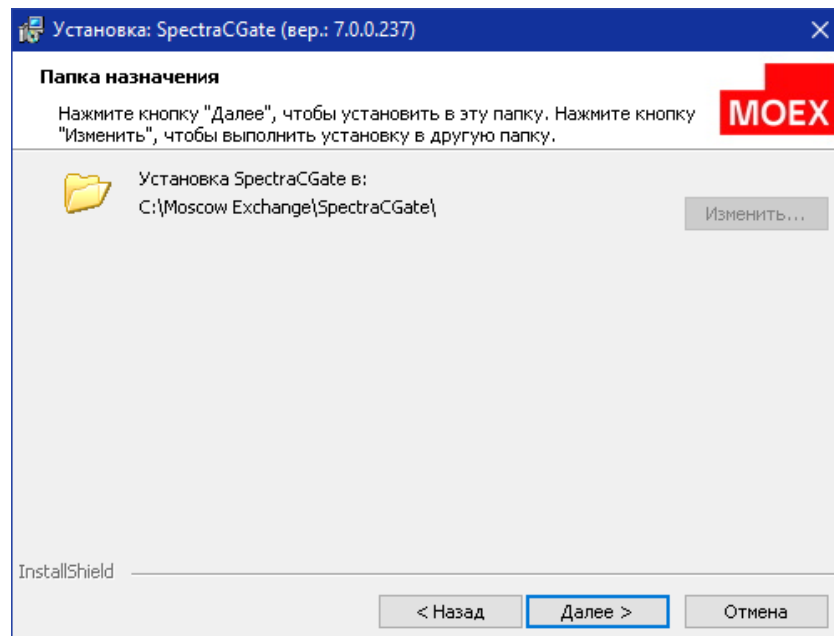 Установка: SpectraCGate (вер.: 7.0.0.237)
Папка назначения
Нажмите кнопку "Далее", чтобы установить в эту папку. Нажмите кнопку
"Изменить", чтобы выполнить установку в другую папку.
MOEX
Установка SpectraCGate в:
C:\Moscow Exchange\SpectraCGate\
Изменить...
InstallShield
< Назад
Далее >
Отмена